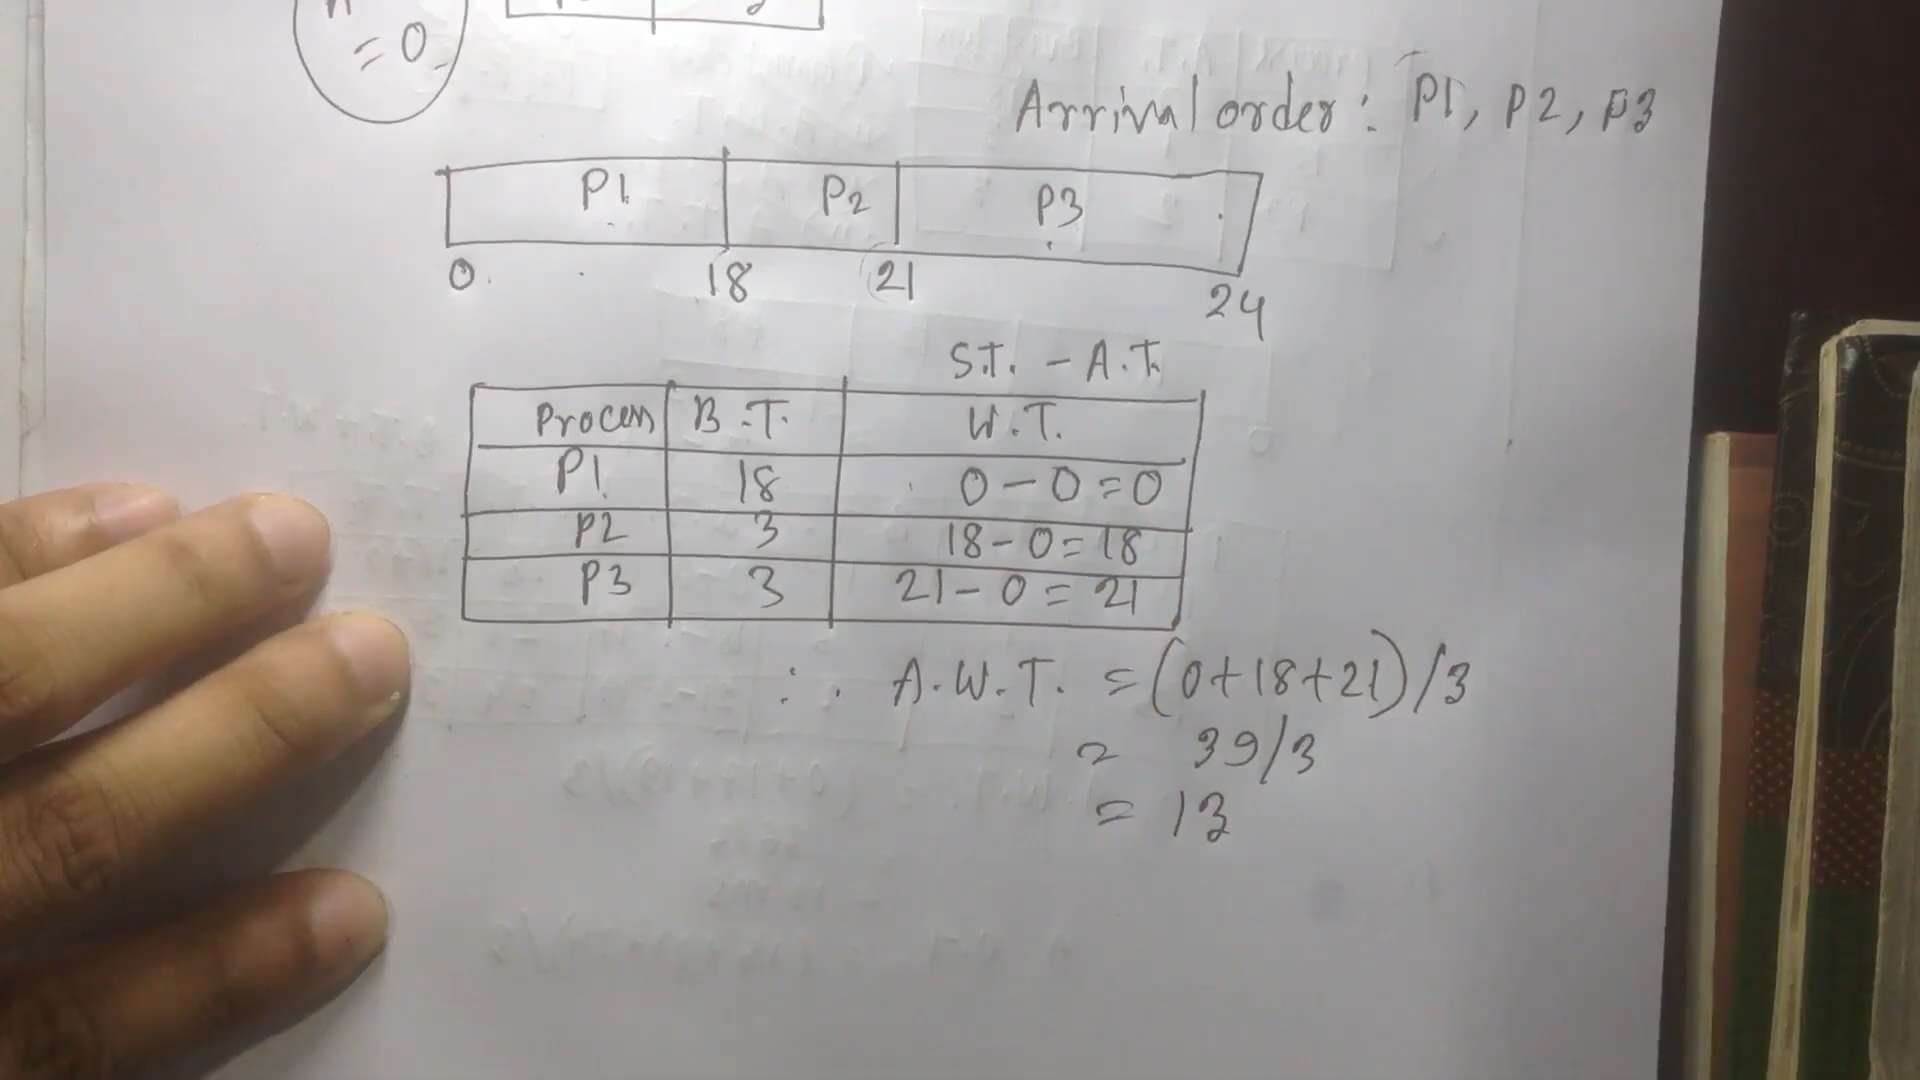 = 0
Arrival order : P1, P2, P3
P1 P2 P3
0 18 21 24
S.T. - A.T.
Process B.T. W.T.
P1 18 0 - 0 = 0
P2 3 18 - 0 = 18
P3 3 21 - 0 = 21
∴ A.W.T. = (0+18+21)/3
= 39/3
= 13